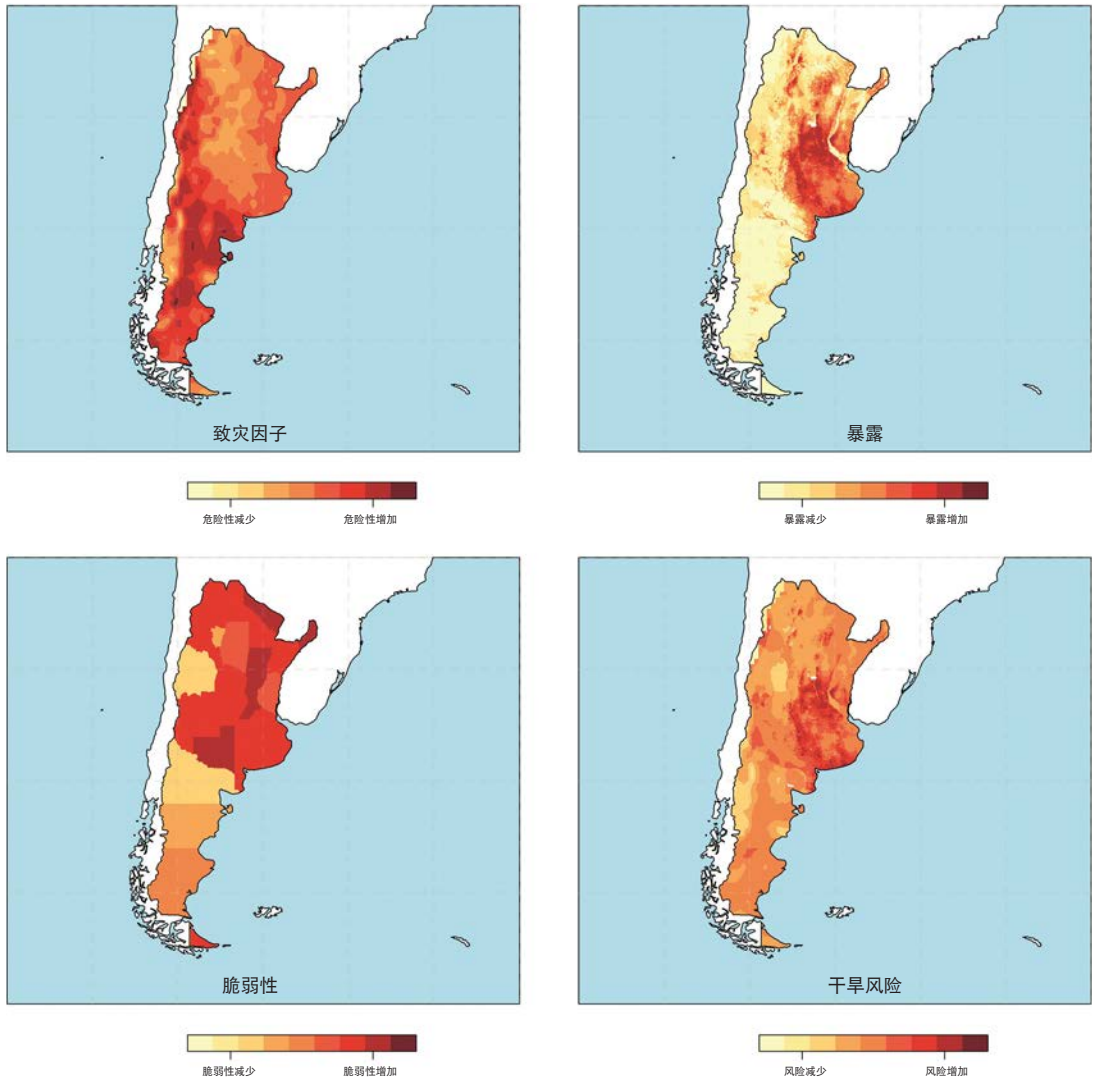 致灾因子
暴露
危险性减少
危险性增加
暴露减少
暴露增加
脆弱性
干旱风险
脆弱性减少
脆弱性增加
风险减少
风险增加